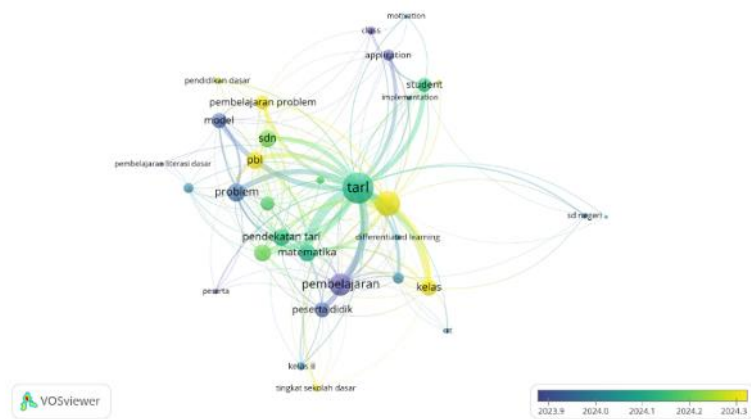 motivation
class
application
pendidikan dasar
student
implementation
pembelajaran problem
model
sdn
pbl
pembelajaran literasi dasar
problem
tarl
sd negeri
pendekatan tarl
differentiated learning
matematika
pembelajaran
kelas
peserta
peserta didik
kelas ii
tingkat sekolah dasar
VOSviewer
2023.9 2024.0 2024.1 2024.2 2024.3